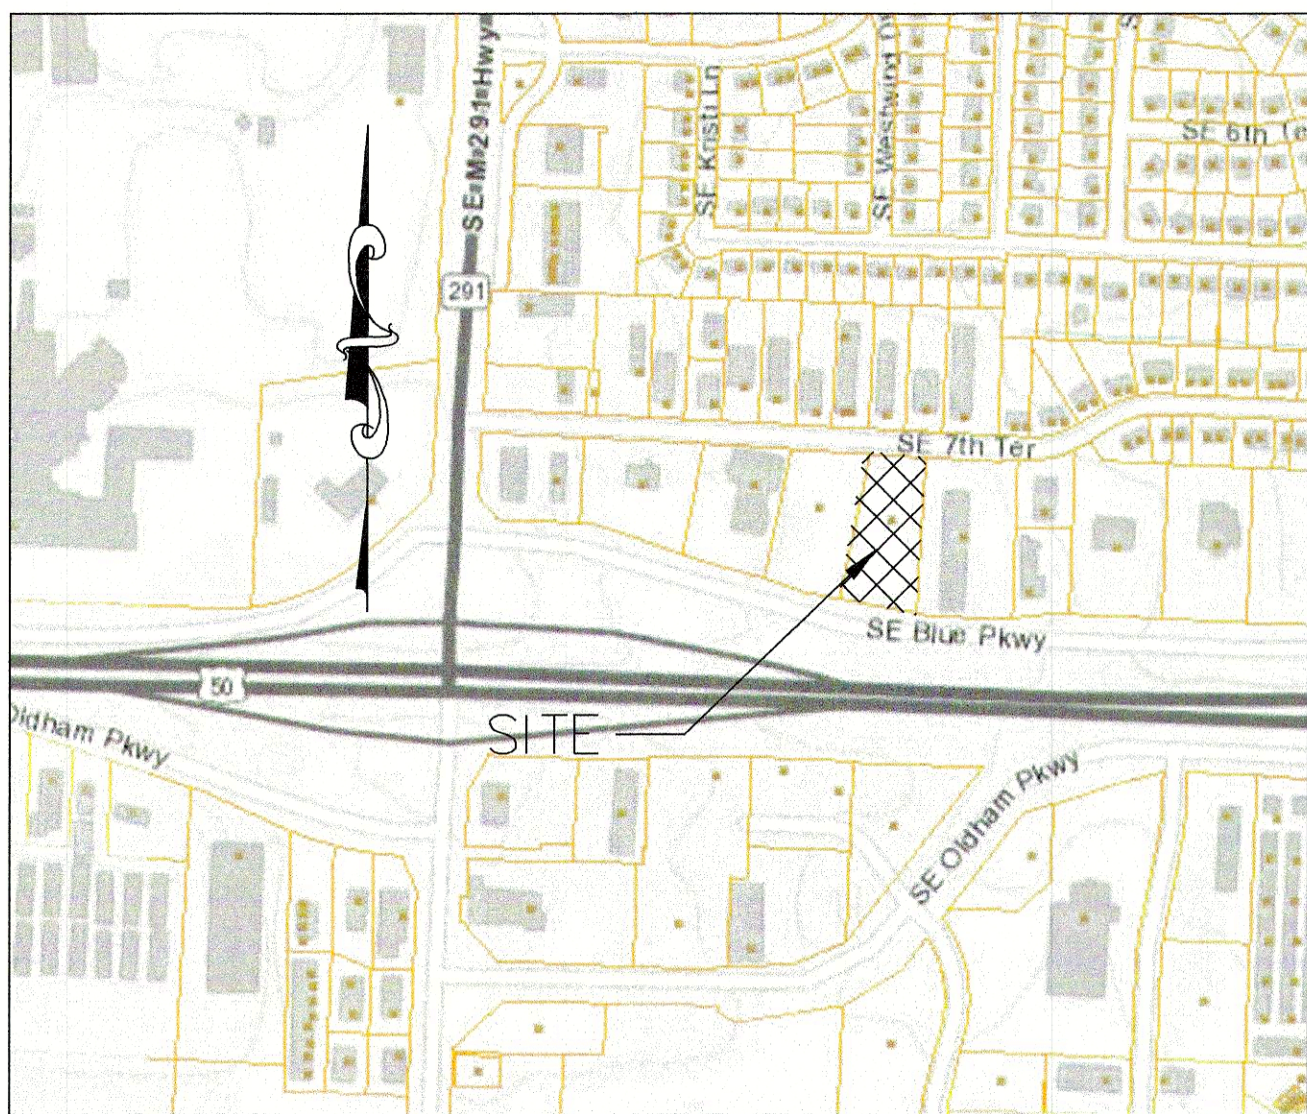 SE M 291 Hwy
SE Kristi Ln
SE 6th Te
291
SE 7th Ter
SE Blue Pkwy
50
SITE
Oldham Pkwy
SE Oldham Pkwy